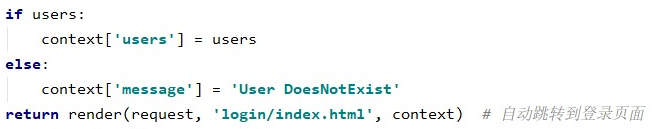 if users:
    context['users'] = users
else:
    context['message'] = 'User DoesNotExist'
return render(request, 'login/index.html', context)  # 自动跳转到登录页面